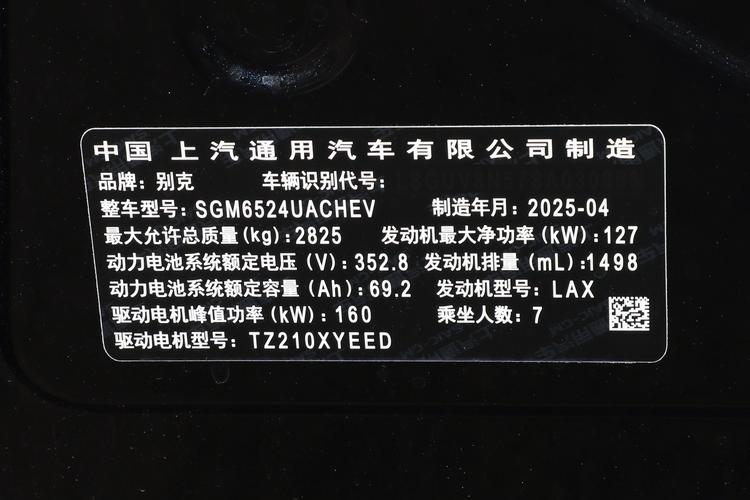 中国 上汽通用汽车有限公司制造
品牌：别克 车辆识别代号：
整车型号：SGM6524UACHEV 制造年月：2025-04
最大允许总质量(kg)：2825 发动机最大净功率(kW)：127
动力电池系统额定电压(V)：352.8 发动机排量(mL)：1498
动力电池系统额定容量(Ah)：69.2 发动机型号：LAX
驱动电机峰值功率(kW)：160 乘坐人数：7
驱动电机型号：TZ210XYEED